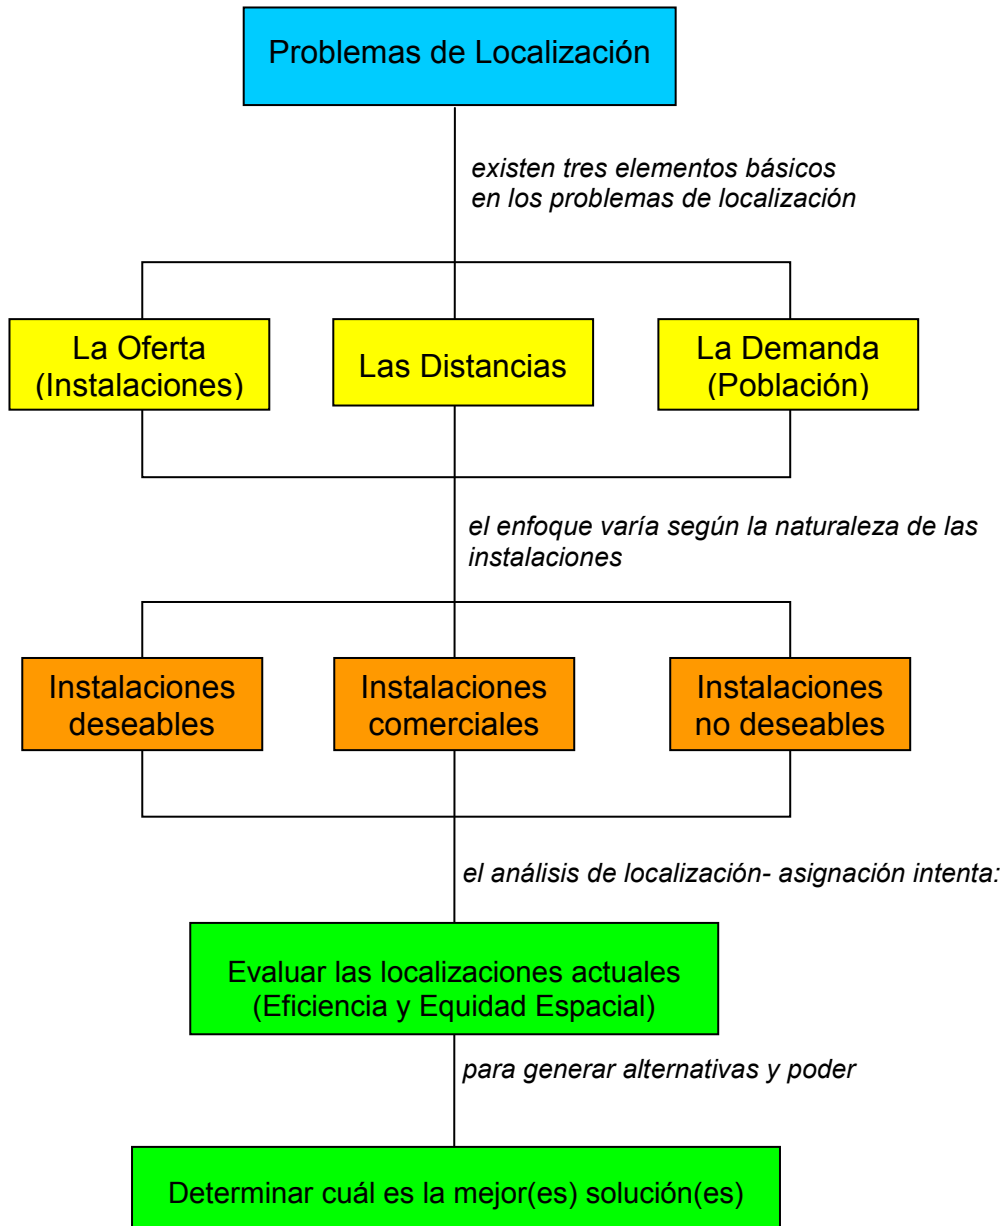 Problemas de Localización
existen tres elementos básicos
en los problemas de localización
La Oferta
(Instalaciones)
Las Distancias
La Demanda
(Población)
el enfoque varía según la naturaleza de las
instalaciones
Instalaciones
deseables
Instalaciones
comerciales
Instalaciones
no deseables
el análisis de localización- asignación intenta:
Evaluar las localizaciones actuales
(Eficiencia y Equidad Espacial)
para generar alternativas y poder
Determinar cuál es la mejor(es) solución(es)